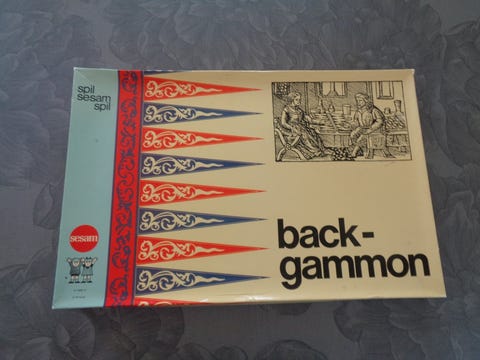 spil
sesam
spil
sesam
back-
gammon